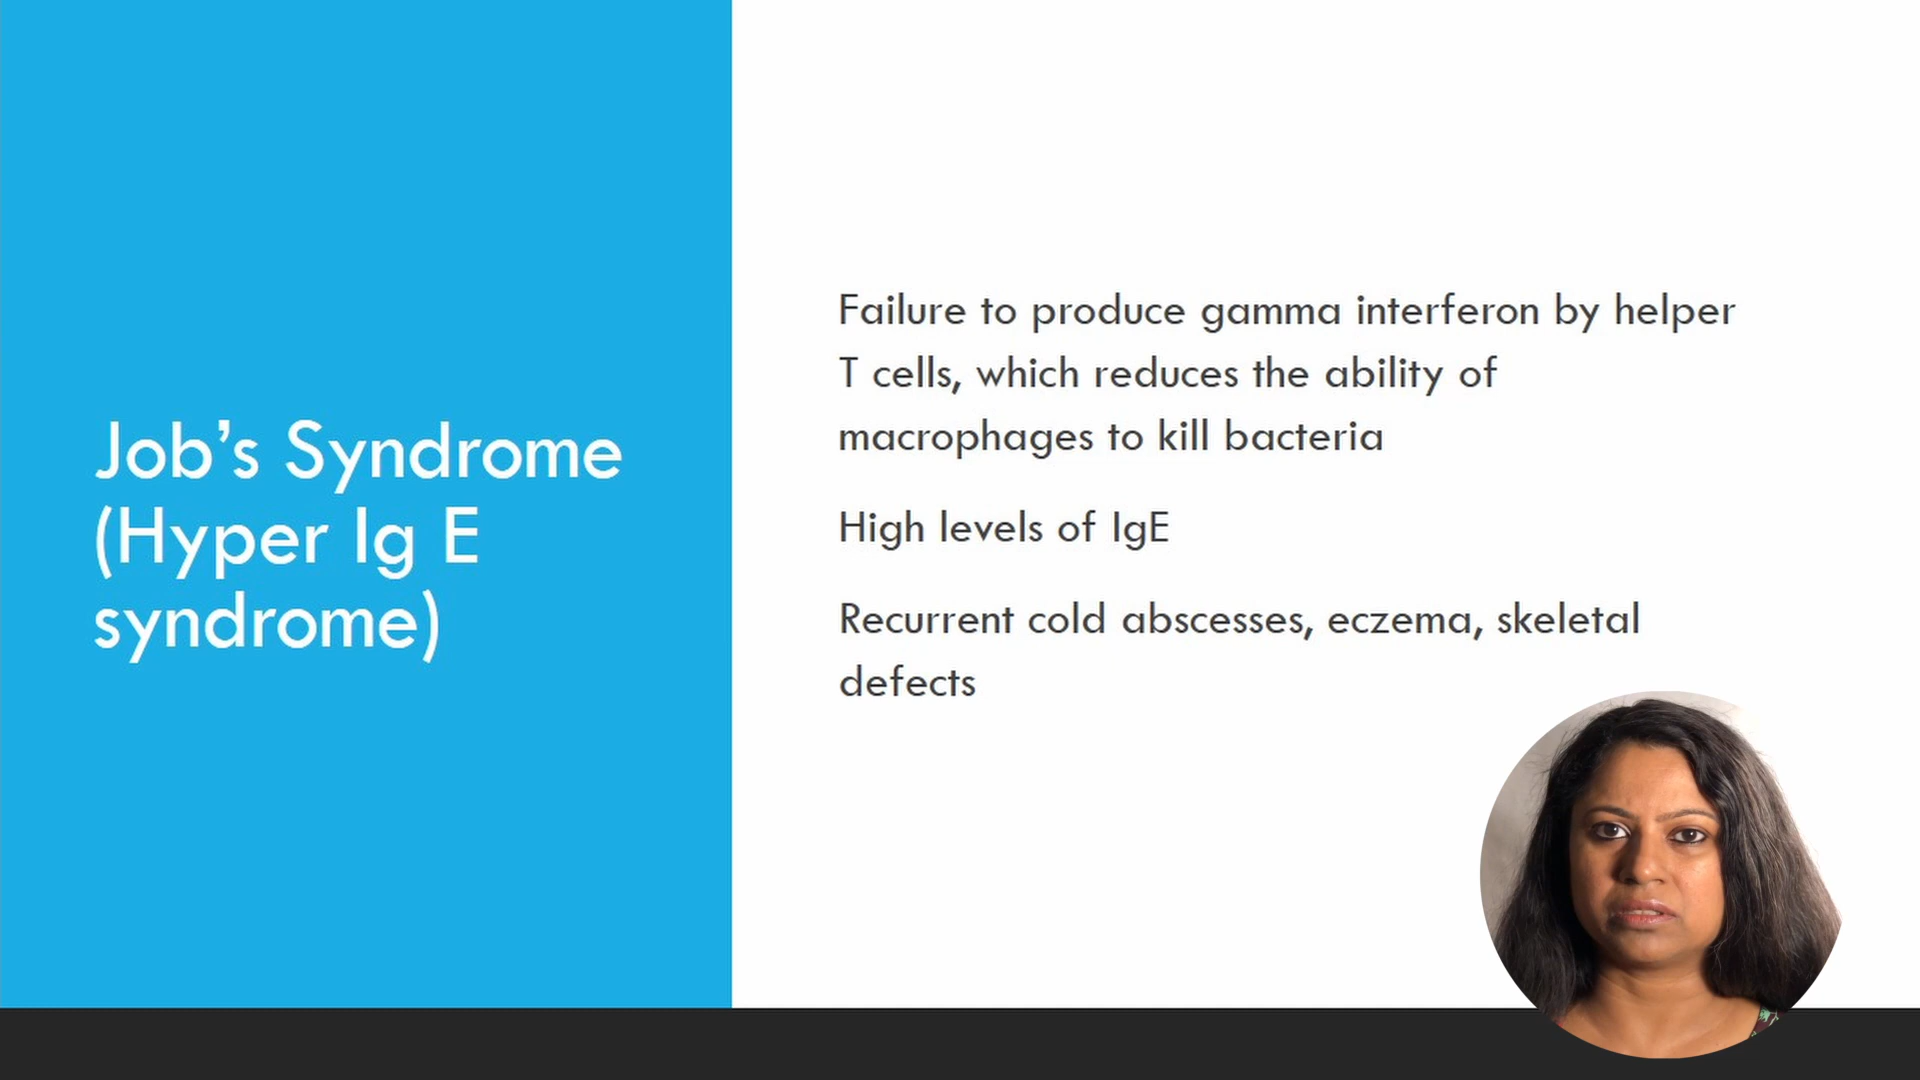 Job’s Syndrome
(Hyper Ig E
syndrome)
Failure to produce gamma interferon by helper
T cells, which reduces the ability of
macrophages to kill bacteria
High levels of IgE
Recurrent cold abscesses, eczema, skeletal
defects